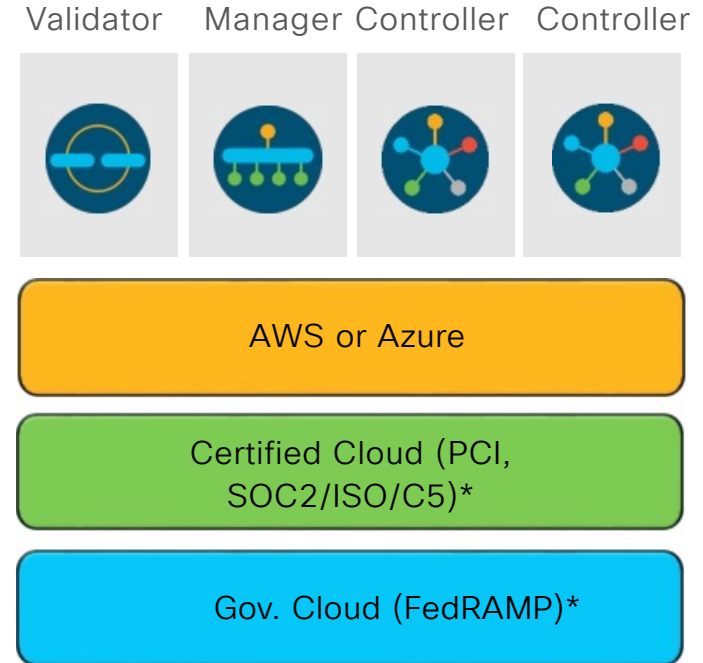 Validator Manager Controller Controller
AWS or Azure
Certified Cloud (PCI,
SOC2/ISO/C5)*
Gov. Cloud (FedRAMP)*